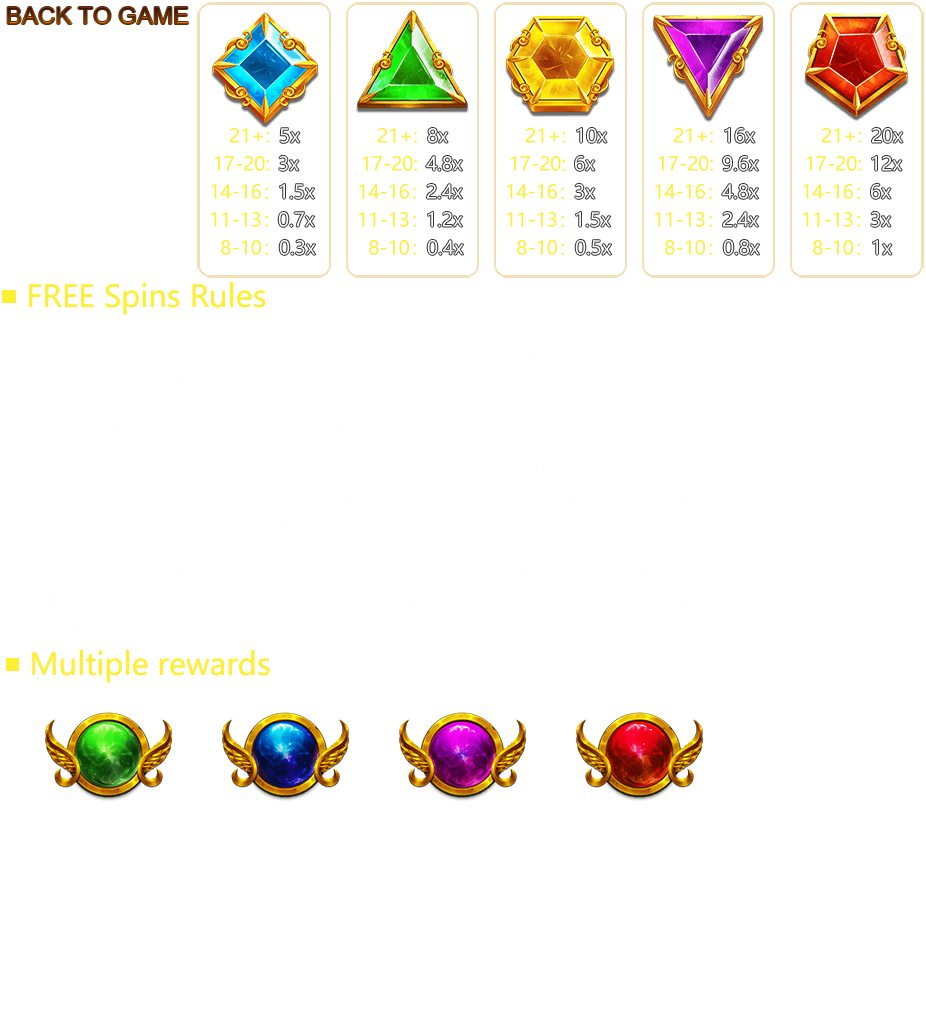 BACK TO GAME
21+: 5x
17-20: 3x
14-16: 1.5x
11-13: 0.7x
8-10: 0.3x
21+: 8x
17-20: 4.8x
14-16: 2.4x
11-13: 1.2x
8-10: 0.4x
21+: 10x
17-20: 6x
14-16: 3x
11-13: 1.5x
8-10: 0.5x
21+: 16x
17-20: 9.6x
14-16: 4.8x
11-13: 2.4x
8-10: 0.8x
21+: 20x
17-20: 12x
14-16: 6x
11-13: 3x
8-10: 1x
■ FREE Spins Rules
■ Multiple rewards